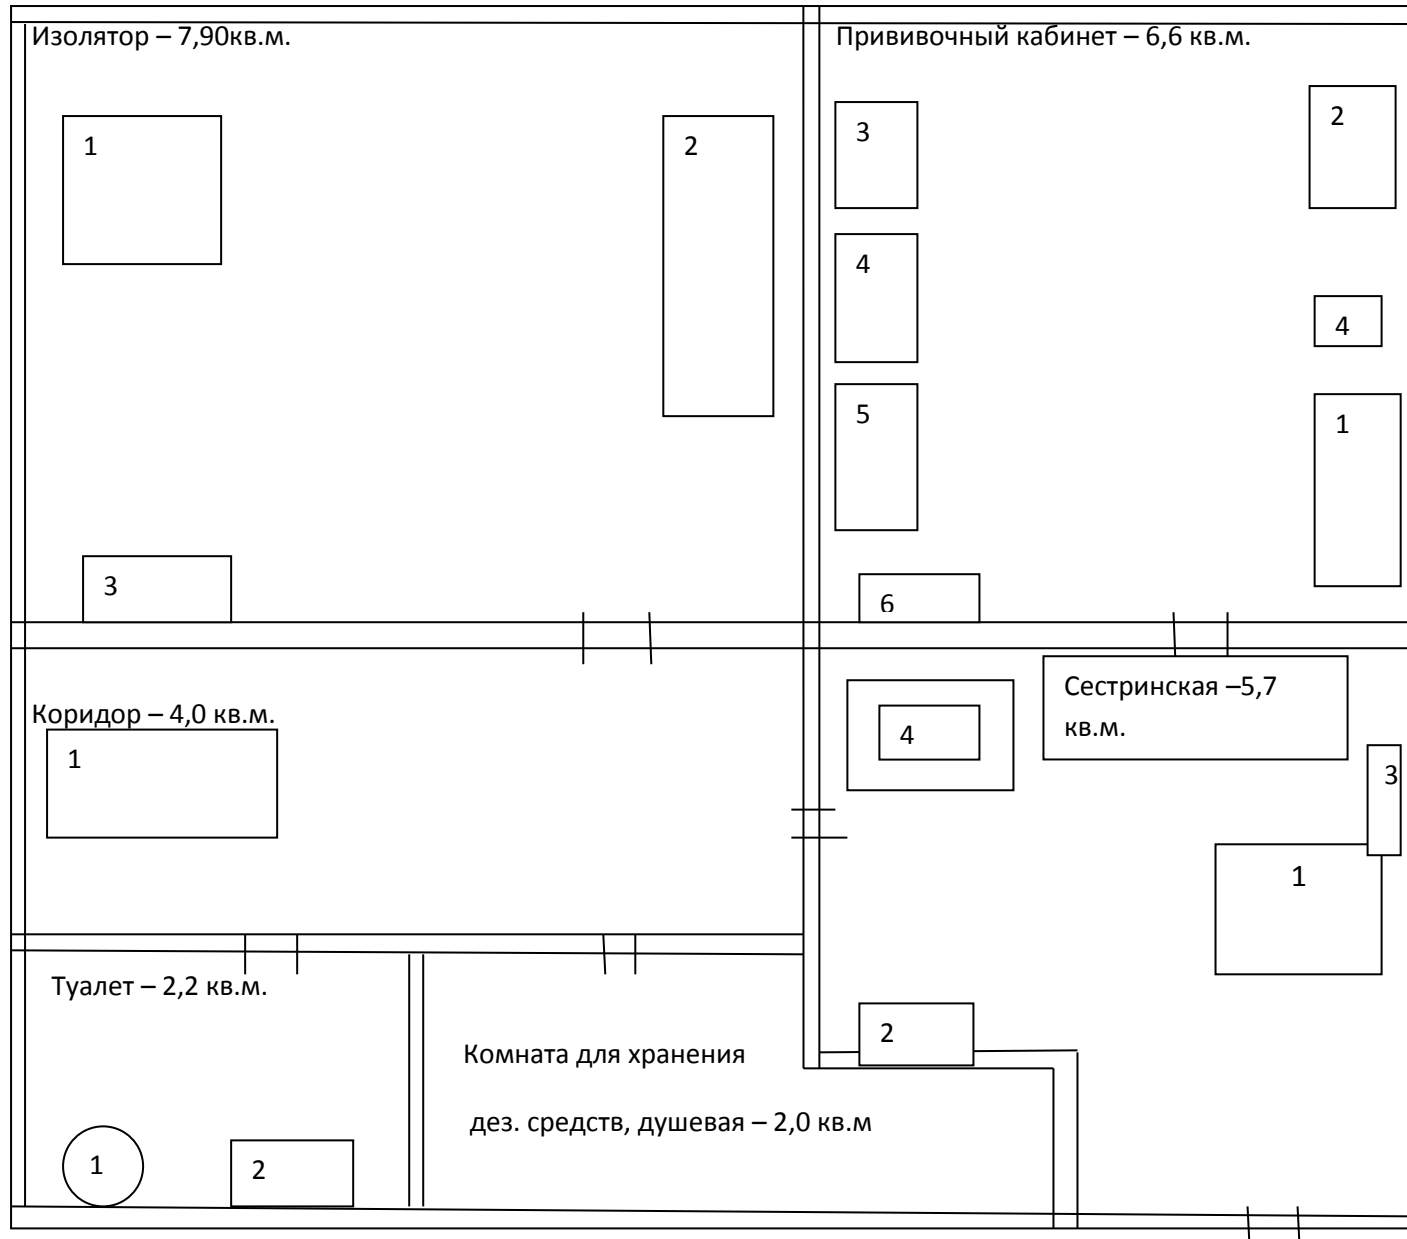 Изолятор – 7,90кв.м.
1
2
3
Прививочный кабинет – 6,6 кв.м.
3
2
4
4
5
1
6
Коридор – 4,0 кв.м.
1
Сестринская –5,7
кв.м.
4
3
1
2
Туалет – 2,2 кв.м.
1
2
Комната для хранения
дез. средств, душевая – 2,0 кв.м